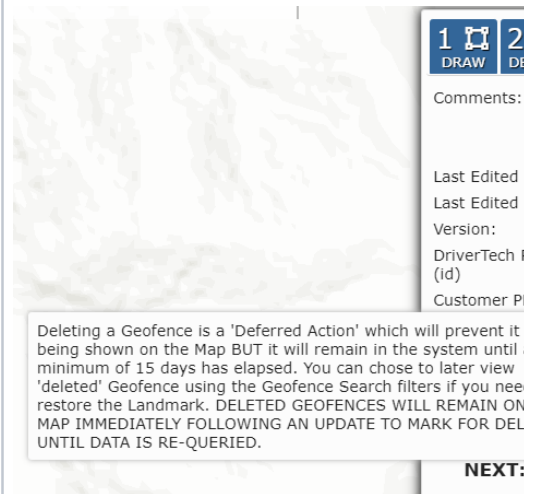 1 2
DRAW DE
Comments:
Last Edited
Last Edited
Version:
DriverTech
(id)
Customer
Deleting a Geofence is a 'Deferred Action' which will prevent it
being shown on the Map BUT it will remain in the system until
minimum of 15 days has elapsed. You can chose to later view
'deleted' Geofence using the Geofence Search filters if you nee
restore the Landmark. DELETED GEOFENCES WILL REMAIN ON
MAP IMMEDIATELY FOLLOWING AN UPDATE TO MARK FOR DEL
UNTIL DATA IS RE-QUERIED.
NEXT: